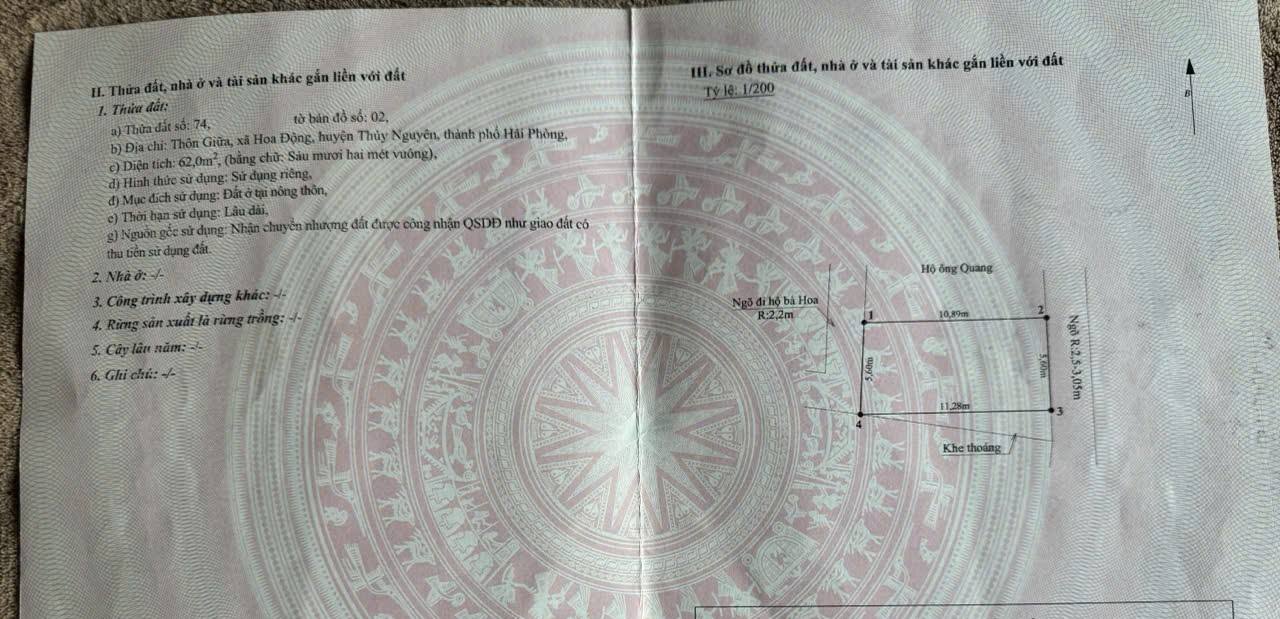 II. Thửa đất, nhà ở và tài sản khác gắn liền với đất
1. Thửa đất:
a) Thửa đất số: 74, tờ bản đồ số: 02,
b) Địa chỉ: Thôn Giữa, xã Hoa Động, huyện Thủy Nguyên, thành phố Hải Phòng,
c) Diện tích: 62,0m², (bằng chữ: Sáu mươi hai mét vuông),
d) Hình thức sử dụng: Sử dụng riêng,
đ) Mục đích sử dụng: Đất ở tại nông thôn,
e) Thời hạn sử dụng: Lâu dài,
g) Nguồn gốc sử dụng: Nhận chuyển nhượng đất được công nhận QSDĐ như giao đất có
thu tiền sử dụng đất.
2. Nhà ở: -/-
3. Công trình xây dựng khác: -/-
4. Rừng sản xuất là rừng trồng: -/-
5. Cây lâu năm: -/-
6. Ghi chú: -/-
III. Sơ đồ thửa đất, nhà ở và tài sản khác gắn liền với đất
Tỷ lệ: 1/200
B
Hộ ông Quang
Ngõ đi hộ bà Hoa
R:2,2m
1
10,89m
2
5,60m
5,60m
Ngõ R:2,5-3,05m
11,28m
3
4
Khe thoáng